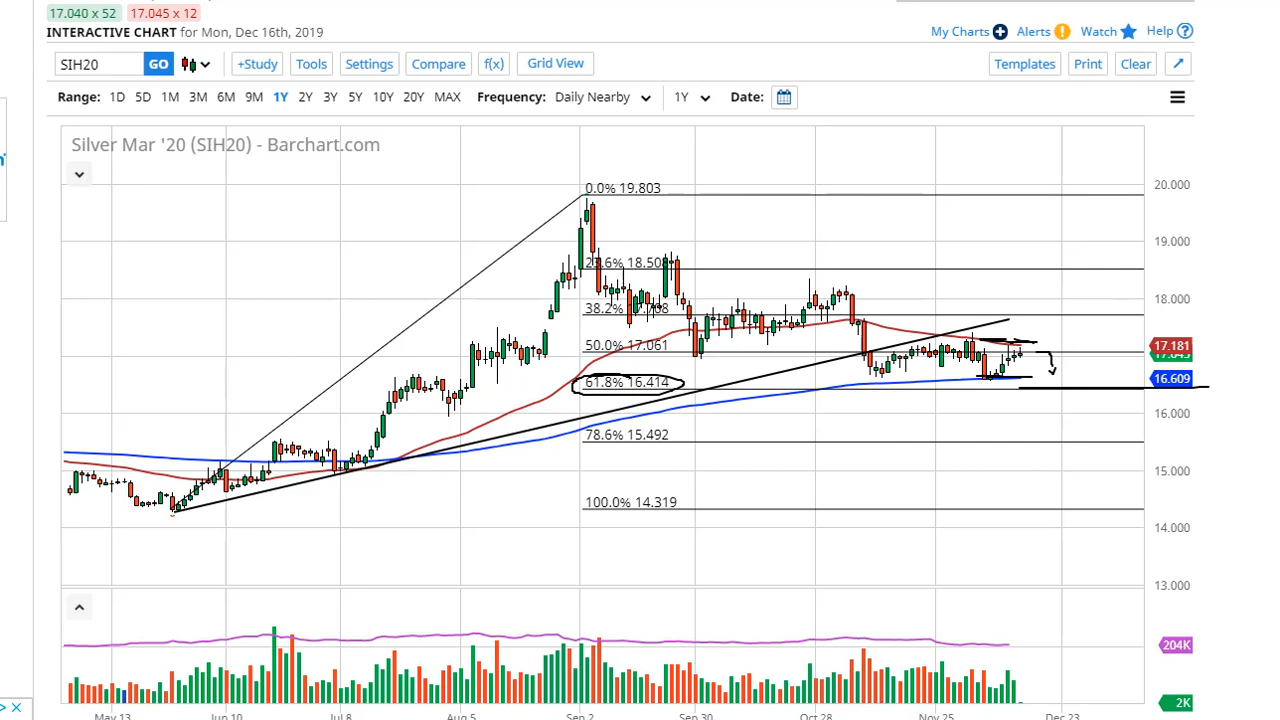 17.040 x 52 17.045 x 12
INTERACTIVE CHART for Mon, Dec 16th, 2019
My Charts Alerts ! Watch Help ?
SIH20 GO +Study Tools Settings Compare f(x) Grid View Templates Print Clear
Range: 1D 5D 1M 3M 6M 9M 1Y 2Y 3Y 5Y 10Y 20Y MAX Frequency: Daily Nearby 1Y Date:
Silver Mar '20 (SIH20) - Barchart.com
0.0% 19.803
20.000
19.000
23.6% 18.508
18.000
38.2% 17.708
50.0% 17.061
17.181
61.8% 16.414
16.609
16.000
78.6% 15.492
15.000
100.0% 14.319
14.000
13.000
204K
2K
May 13 Jun 10 Jul 8 Aug 5 Sep 2 Sep 30 Oct 28 Nov 25 Dec 23